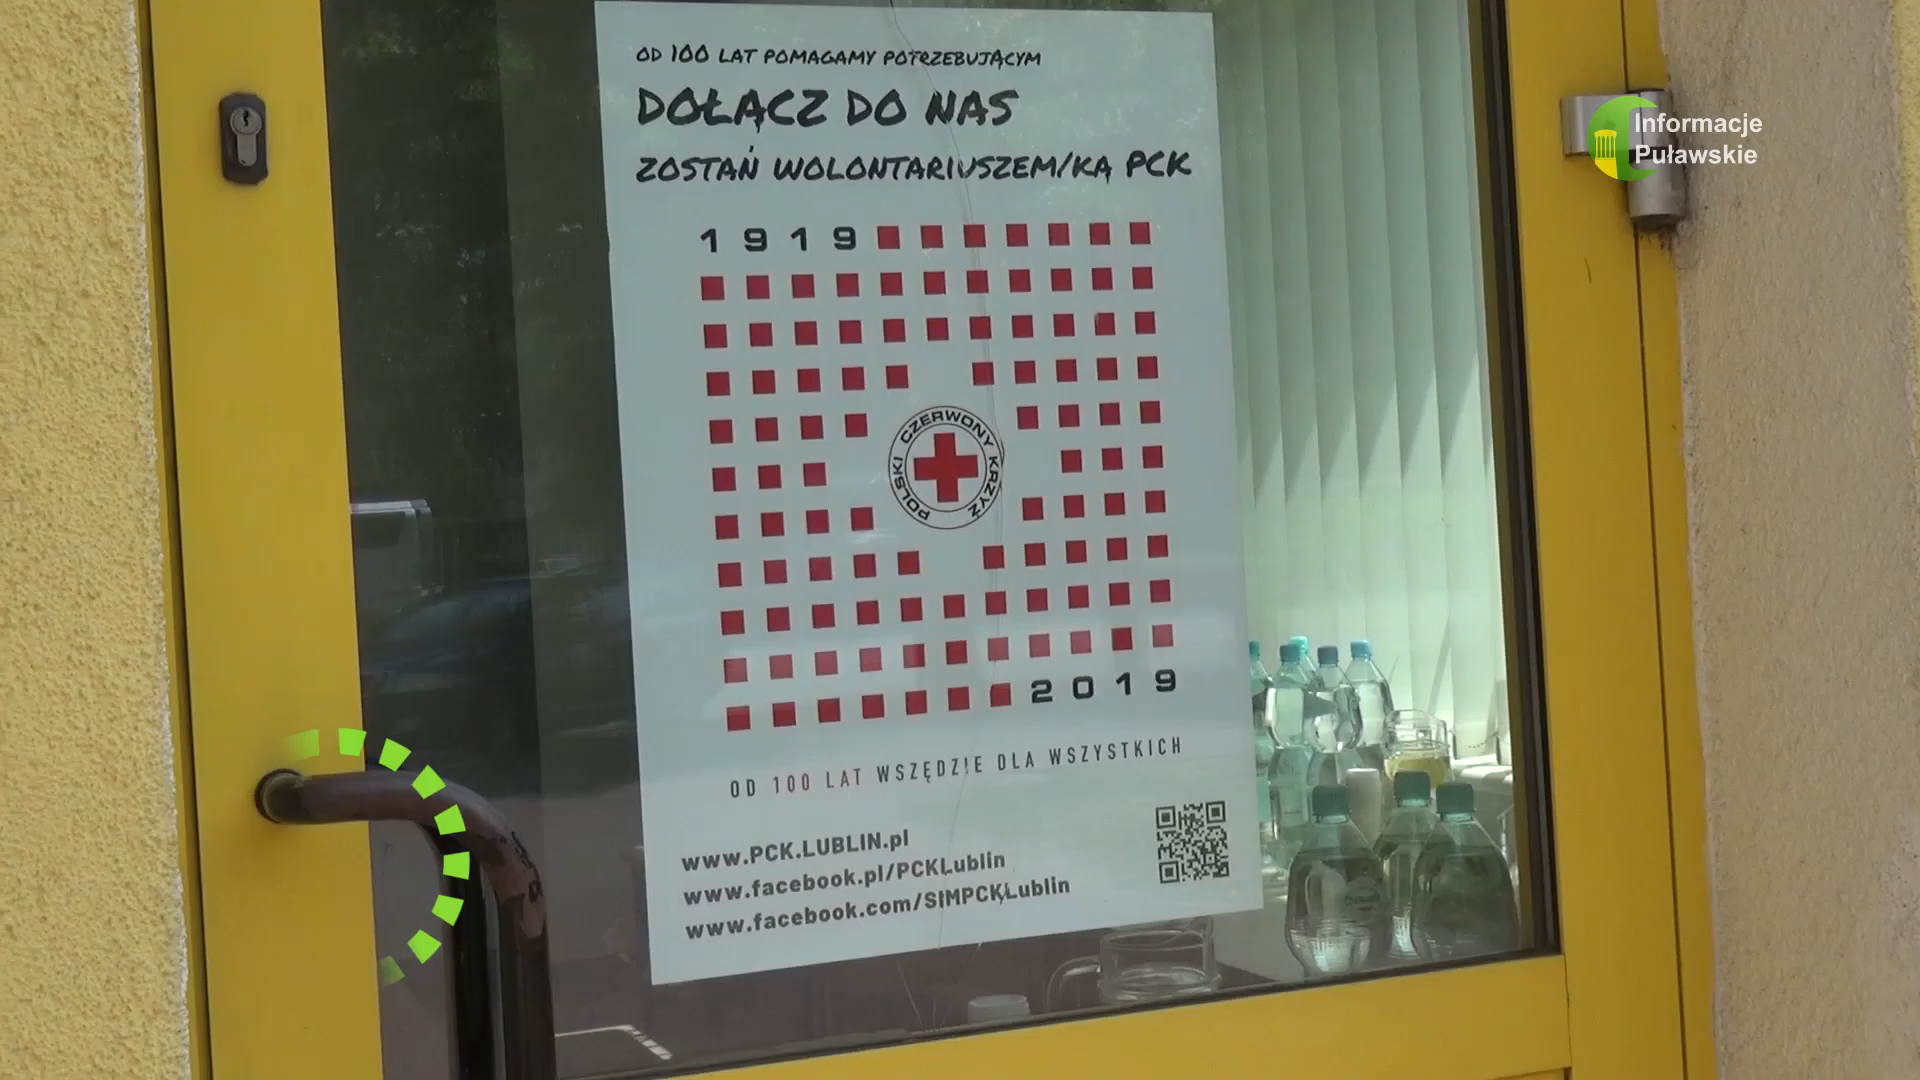 OD 100 LAT POMAGAMY POTRZEBUJĄCYM
DOŁĄCZ DO NAS
ZOSTAŃ WOLONTARIUSZEM/KĄ PCK
Informacje
Puławskie
1919
POLSKI CZERWONY KRZYŻ
2019
OD 100 LAT WSZĘDZIE DLA WSZYSTKICH
www.PCK.LUBLIN.pl
www.facebook.pl/PCKLublin
www.facebook.com/SIMPCKLublin